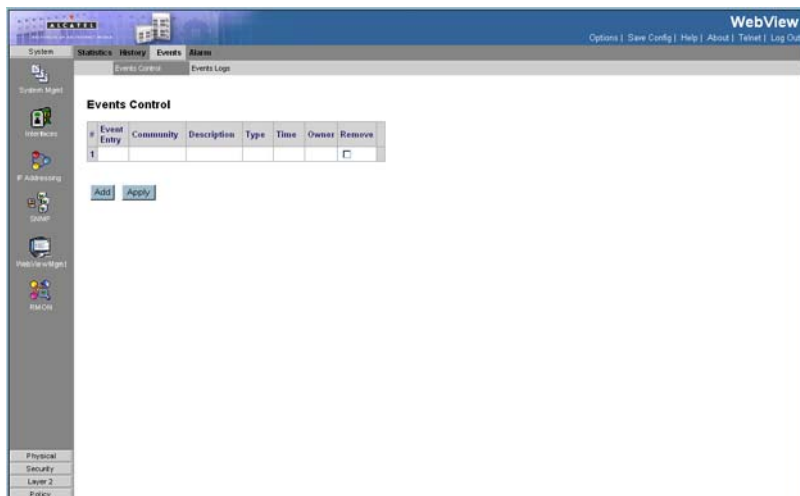 ALCATEL
WebView
Options | Save Config | Help | About | Telnet | Log Out
System
Statistics History Events Alarm
Events Control Events Logs
System Mgmt
Interfaces
IP Addressing
SNMP
WebView Mgmt
RMON
Events Control
# Event Entry Community Description Type Time Owner Remove
1
Add Apply
Physical
Security
Layer 2
Policy